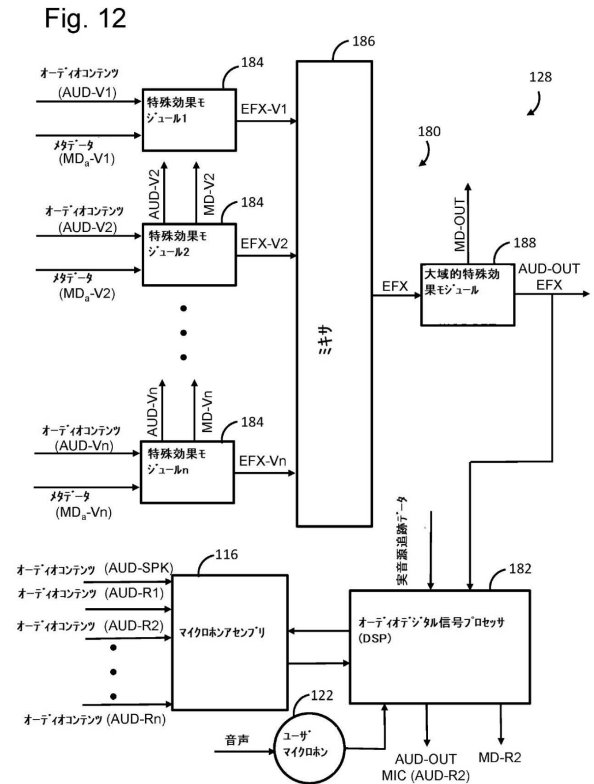 Fig. 12
オーディオコンテンツ
(AUD-V1)
メタデータ
(MDa-V1)
184
特殊効果モ
ジュール1
EFX-V1
186
128
180
AUD-V2
MD-V2
オーディオコンテンツ
(AUD-V2)
メタデータ
(MDa-V2)
184
特殊効果モ
ジュール2
EFX-V2
ミキサ
EFX
MD-OUT
188
大域的特殊効
果モジュール
AUD-OUT
EFX
AUD-Vn
MD-Vn
オーディオコンテンツ
(AUD-Vn)
メタデータ
(MDa-Vn)
184
特殊効果モ
ジュールn
EFX-Vn
実音源追跡データ
オーディオコンテンツ (AUD-SPK)
オーディオコンテンツ (AUD-R1)
オーディオコンテンツ (AUD-R2)
オーディオコンテンツ (AUD-Rn)
116
マイクロホンアセンブリ
182
オーディオデジタル信号プロセッサ
(DSP)
音声
122
ユーザ
マイクロホン
AUD-OUT
MIC (AUD-R2)
MD-R2